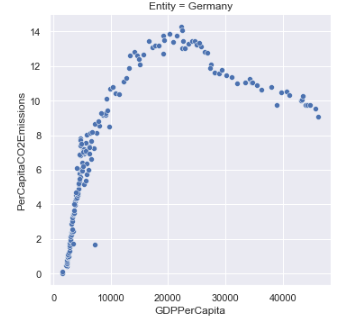 Entity = Germany
14
12
10
8
6
4
2
0
PerCapitaCO2Emissions
0 10000 20000 30000 40000
GDPPerCapita